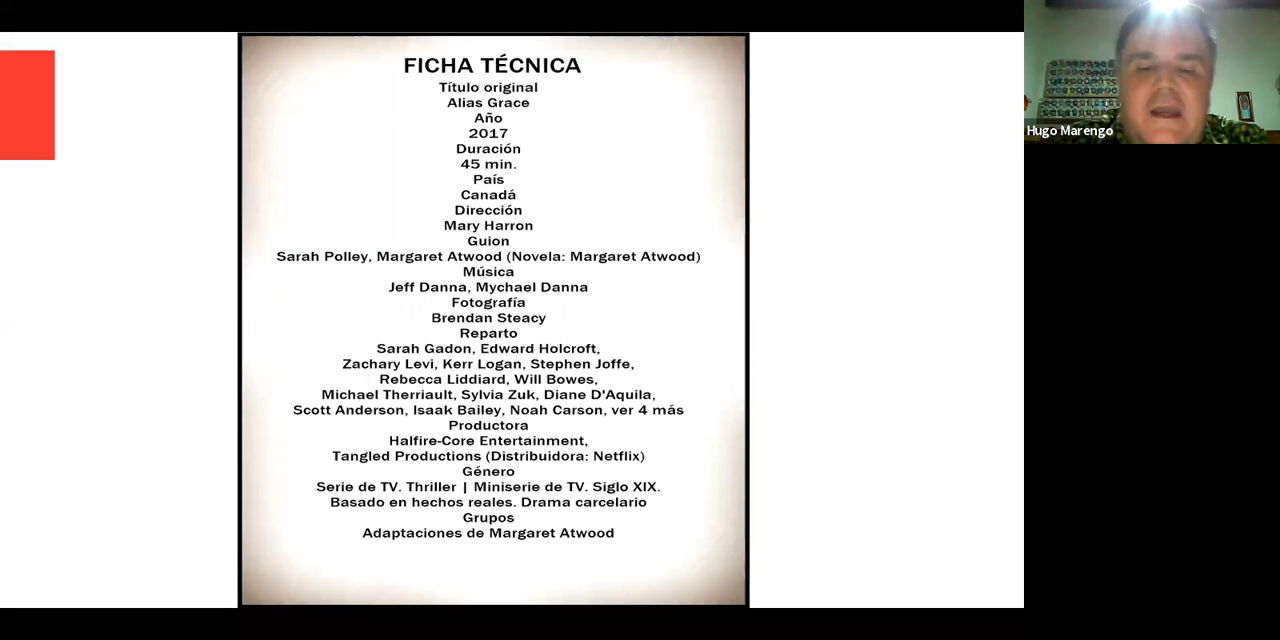 FICHA TÉCNICA
Título original
Alias Grace
Año
2017
Duración
45 min.
País
Canadá
Dirección
Mary Harron
Guion
Sarah Polley, Margaret Atwood (Novela: Margaret Atwood)
Música
Jeff Danna, Mychael Danna
Fotografía
Brendan Steacy
Reparto
Sarah Gadon, Edward Holcroft,
Zachary Levi, Kerr Logan, Stephen Joffe,
Rebecca Liddiard, Will Bowes,
Michael Therriault, Sylvia Zuk, Diane D'Aquila,
Scott Anderson, Isaak Bailey, Noah Carson, ver 4 más
Productora
Halfire-Core Entertainment,
Tangled Productions (Distribuidora: Netflix)
Género
Serie de TV. Thriller | Miniserie de TV. Siglo XIX.
Basado en hechos reales. Drama carcelario
Grupos
Adaptaciones de Margaret Atwood
Hugo Marengo